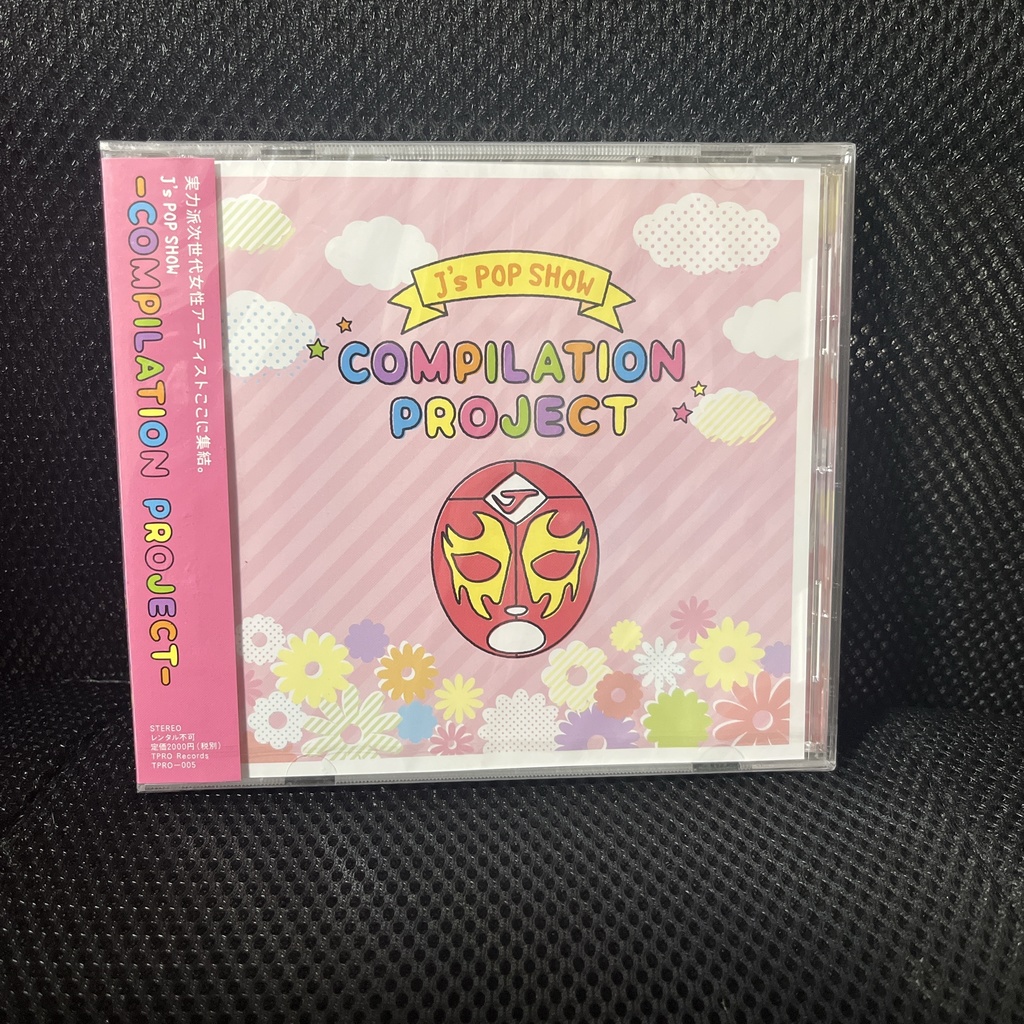 実力派次世代女性アーティストここに集結。
J's POP SHOW
-COMPILATION PROJECT-
STEREO
レンタル不可
定価2000円(税別)
TPRO Records
TPRO-005
J's POP SHOW
COMPILATION
PROJECT
J